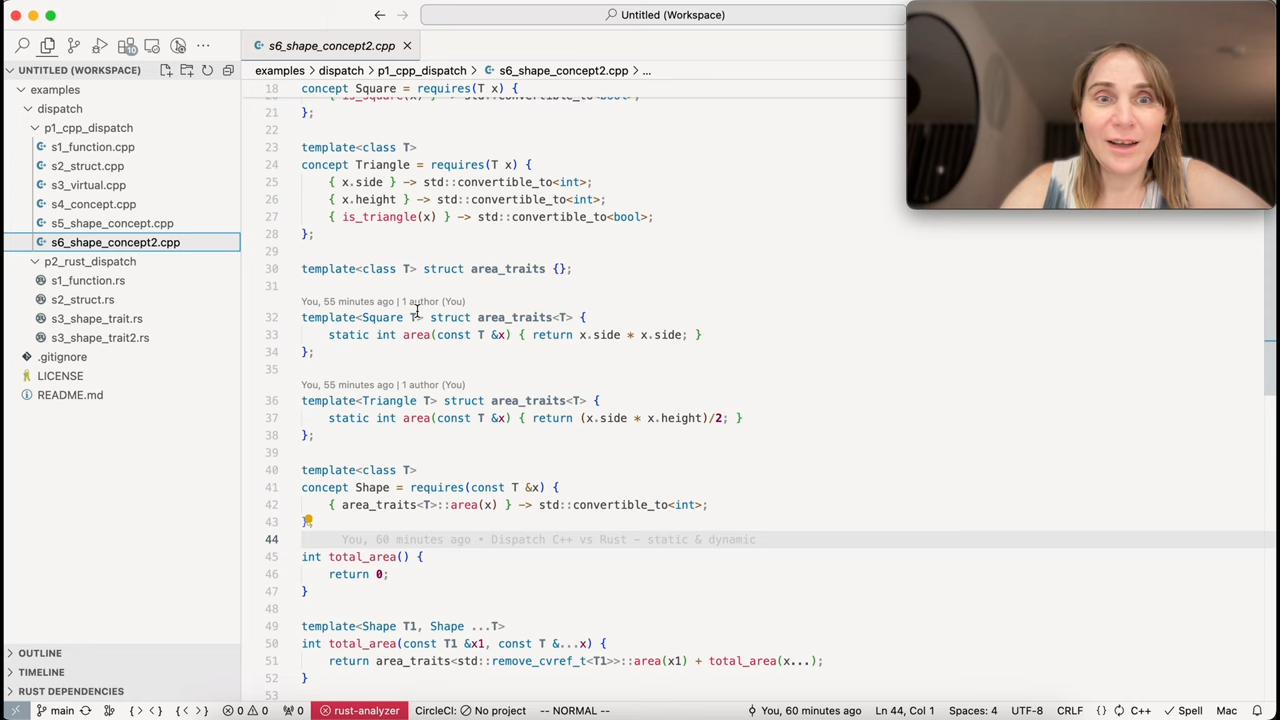 Untitled (Workspace)
10
s6_shape_concept2.cpp
UNTITLED (WORKSPACE)
examples
dispatch
p1_cpp_dispatch
s1_function.cpp
s2_struct.cpp
s3_virtual.cpp
s4_concept.cpp
s5_shape_concept.cpp
s6_shape_concept2.cpp
p2_rust_dispatch
s1_function.rs
s2_struct.rs
s3_shape_trait.rs
s3_shape_trait2.rs
.gitignore
LICENSE
README.md
OUTLINE
TIMELINE
RUST DEPENDENCIES
examples > dispatch > p1_cpp_dispatch > s6_shape_concept2.cpp > ...
18 concept Square = requires(T x) {
20 { is_square(x) } -> std::convertible_to<bool>;
21 };
22
23 template<class T>
24 concept Triangle = requires(T x) {
25 { x.side } -> std::convertible_to<int>;
26 { x.height } -> std::convertible_to<int>;
27 { is_triangle(x) } -> std::convertible_to<bool>;
28 };
29
30 template<class T> struct area_traits {};
31
You, 55 minutes ago | 1 author (You)
32 template<Square T> struct area_traits<T> {
33 static int area(const T &x) { return x.side * x.side; }
34 };
35
You, 55 minutes ago | 1 author (You)
36 template<Triangle T> struct area_traits<T> {
37 static int area(const T &x) { return (x.side * x.height)/2; }
38 };
39
40 template<class T>
41 concept Shape = requires(const T &x) {
42 { area_traits<T>::area(x) } -> std::convertible_to<int>;
43 };
44 You, 60 minutes ago • Dispatch C++ vs Rust – static & dynamic
45 int total_area() {
46 return 0;
47 }
48
49 template<Shape T1, Shape ...T>
50 int total_area(const T1 &x1, const T &...x) {
51 return area_traits<std::remove_cvref_t<T1>>::area(x1) + total_area(x...);
52 }
53
main 0 0 0 rust-analyzer CircleCI: No project -- NORMAL -- You, 60 minutes ago Ln 44, Col 1 Spaces: 4 UTF-8 CRLF {} C++ Spell Mac